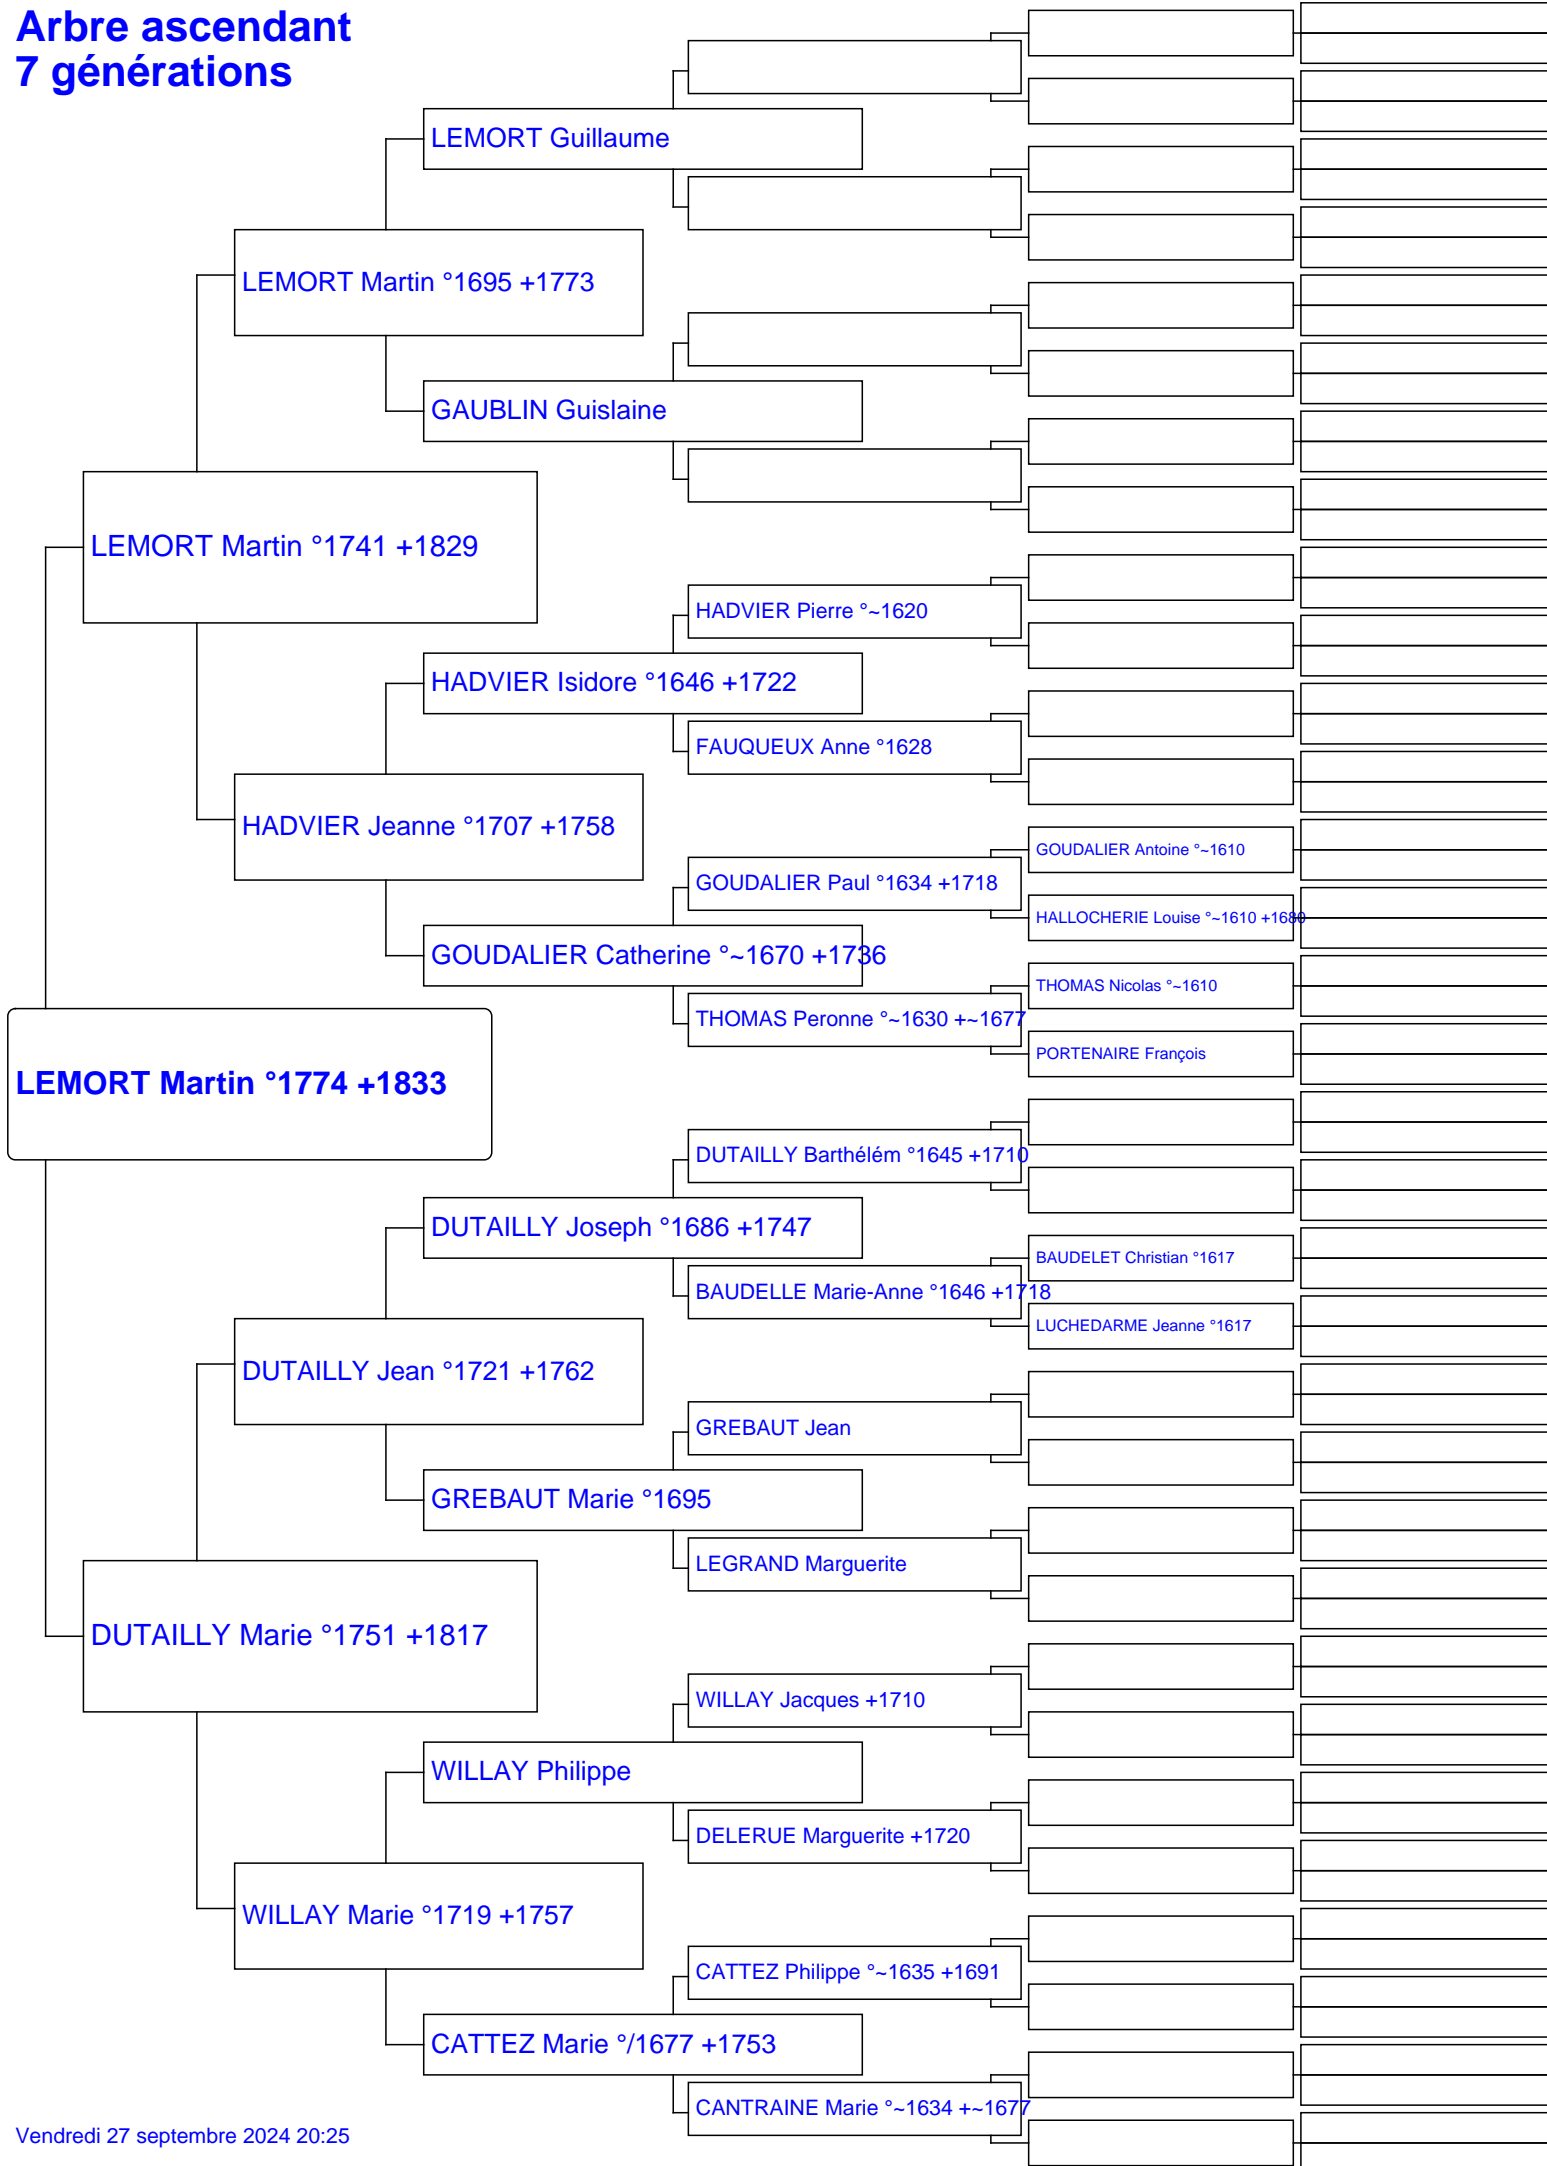 Arbre ascendant
7 générations
LEMORT Guillaume
LEMORT Martin °1695 +1773
GAUBLIN Guislaine
LEMORT Martin °1741 +1829
HADVIER Pierre °~1620
HADVIER Isidore °1646 +1722
FAUQUEUX Anne °1628
HADVIER Jeanne °1707 +1758
GOUDALIER Antoine °~1610
GOUDALIER Paul °1634 +1718
HALLOCHERIE Louise °~1610 +1680
GOUDALIER Catherine °~1670 +1736
THOMAS Nicolas °~1610
THOMAS Peronne °~1630 +~1677
PORTENAIRE François
LEMORT Martin °1774 +1833
DUTAILLY Barthélém °1645 +1710
DUTAILLY Joseph °1686 +1747
BAUDELET Christian °1617
BAUDELLE Marie-Anne °1646 +1718
LUCHEDARME Jeanne °1617
DUTAILLY Jean °1721 +1762
GREBAUT Jean
GREBAUT Marie °1695
LEGRAND Marguerite
DUTAILLY Marie °1751 +1817
WILLAY Jacques +1710
WILLAY Philippe
DELERUE Marguerite +1720
WILLAY Marie °1719 +1757
CATTEZ Philippe °~1635 +1691
CATTEZ Marie °/1677 +1753
CANTRAINE Marie °~1634 +~1677
Vendredi 27 septembre 2024 20:25